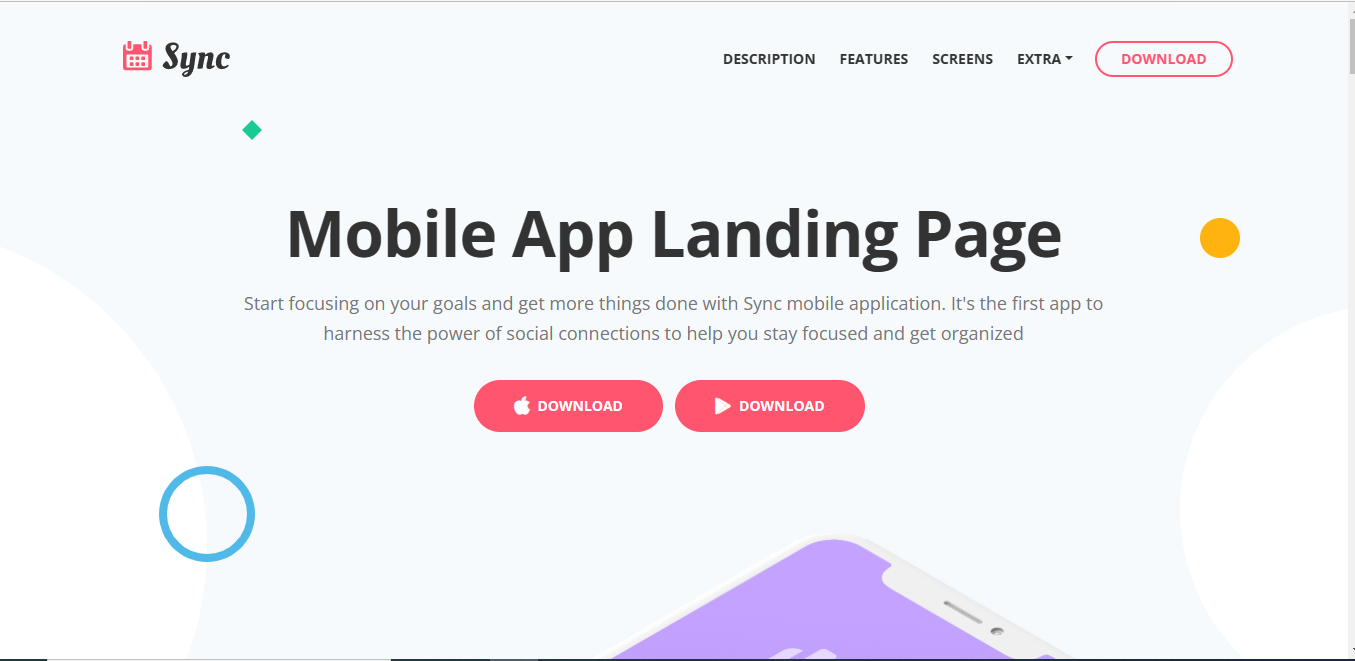 Sync
DESCRIPTION FEATURES SCREENS EXTRA DOWNLOAD
Mobile App Landing Page
Start focusing on your goals and get more things done with Sync mobile application. It's the first app to
harness the power of social connections to help you stay focused and get organized
DOWNLOAD DOWNLOAD